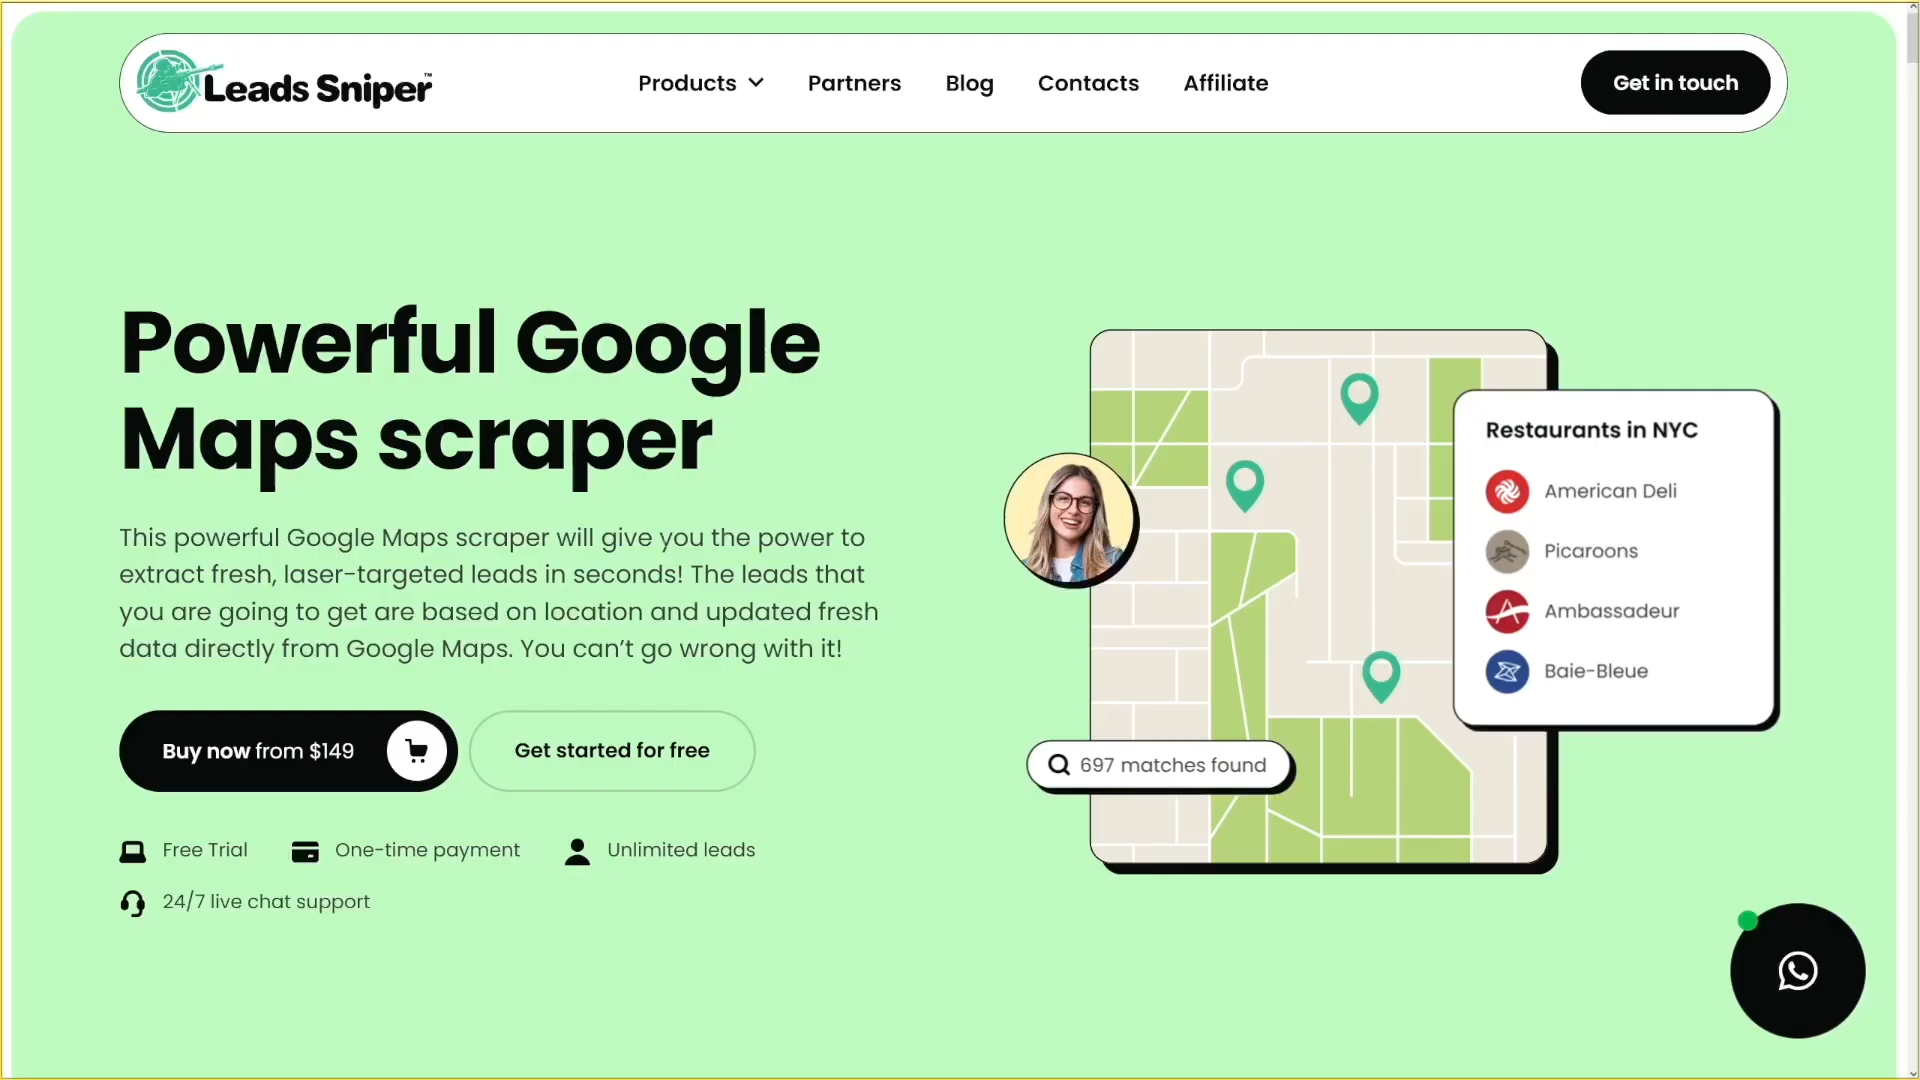 Leads Sniper™
Products
Partners
Blog
Contacts
Affiliate
Get in touch
Powerful Google
Maps scraper
This powerful Google Maps scraper will give you the power to
extract fresh, laser-targeted leads in seconds! The leads that
you are going to get are based on location and updated fresh
data directly from Google Maps. You can’t go wrong with it!
Buy now from $149
Get started for free
Free Trial
One-time payment
Unlimited leads
24/7 live chat support
Restaurants in NYC
American Deli
Picaroons
Ambassadeur
Baie-Bleue
697 matches found